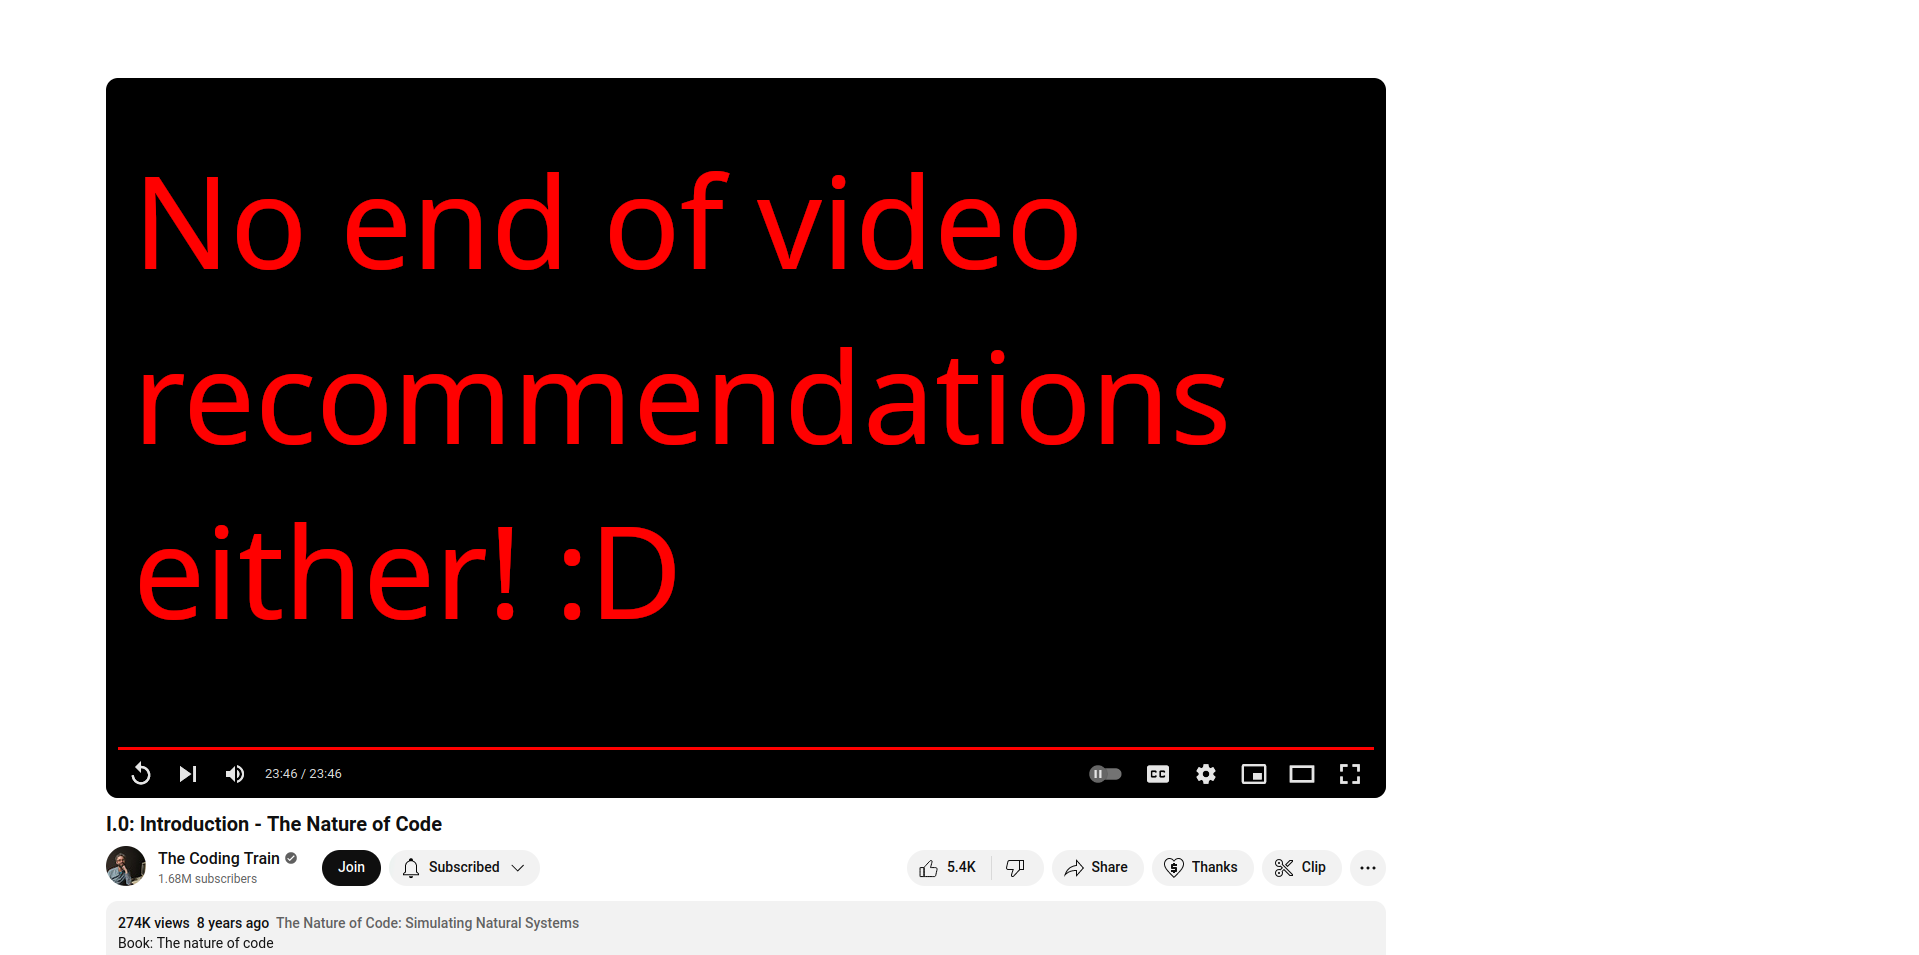 No end of video
recommendations
either! :D
23:46 / 23:46
CC
I.0: Introduction - The Nature of Code
The Coding Train
1.68M subscribers
Join
Subscribed
5.4K
Share
Thanks
Clip
274K views 8 years ago The Nature of Code: Simulating Natural Systems
Book: The nature of code